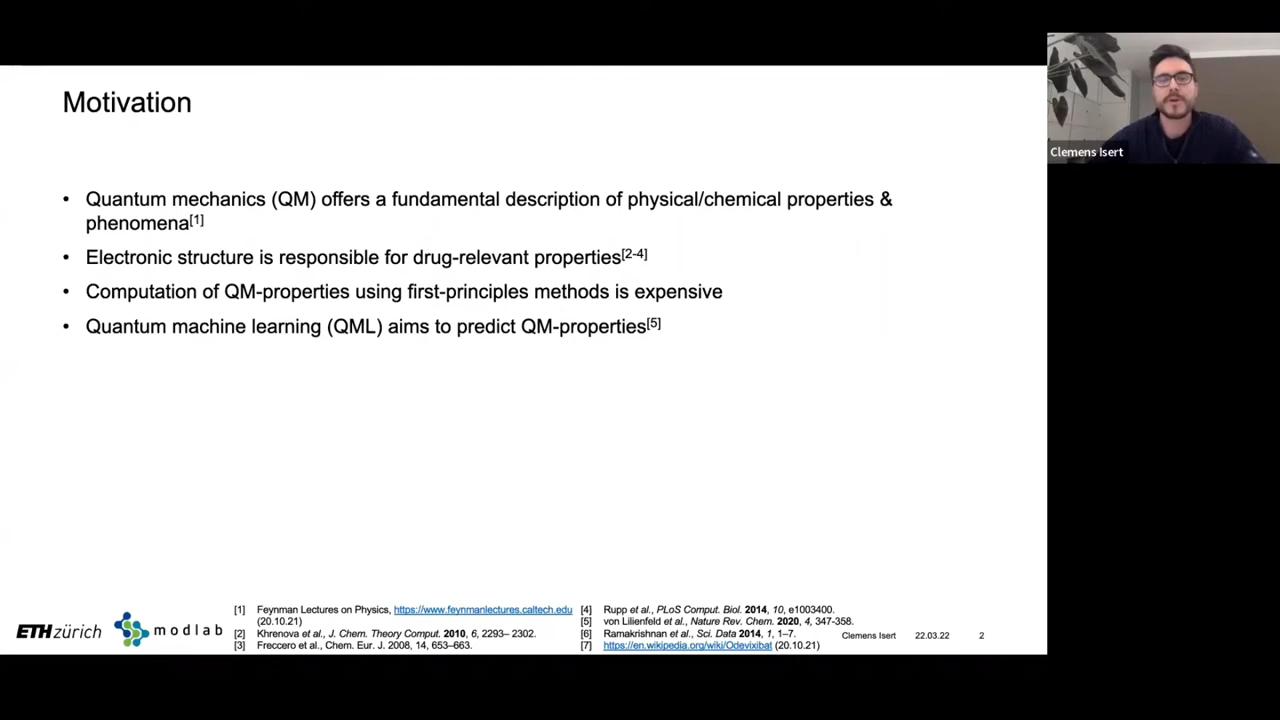 Motivation
• Quantum mechanics (QM) offers a fundamental description of physical/chemical properties &
phenomena[1]
• Electronic structure is responsible for drug-relevant properties[2-4]
• Computation of QM-properties using first-principles methods is expensive
• Quantum machine learning (QML) aims to predict QM-properties[5]
Clemens Isert
ETH zürich
modlab
[1] Feynman Lectures on Physics, https://www.feynmanlectures.caltech.edu
(20.10.21)
[2] Khrenova et al., J. Chem. Theory Comput. 2010, 6, 2293– 2302.
[3] Freccero et al., Chem. Eur. J. 2008, 14, 653–663.
[4] Rupp et al., PLoS Comput. Biol. 2014, 10, e1003400.
[5] von Lilienfeld et al., Nature Rev. Chem. 2020, 4, 347-358.
[6] Ramakrishnan et al., Sci. Data 2014, 1, 1–7.
[7] https://en.wikipedia.org/wiki/Odevixibat (20.10.21)
Clemens Isert 22.03.22 2